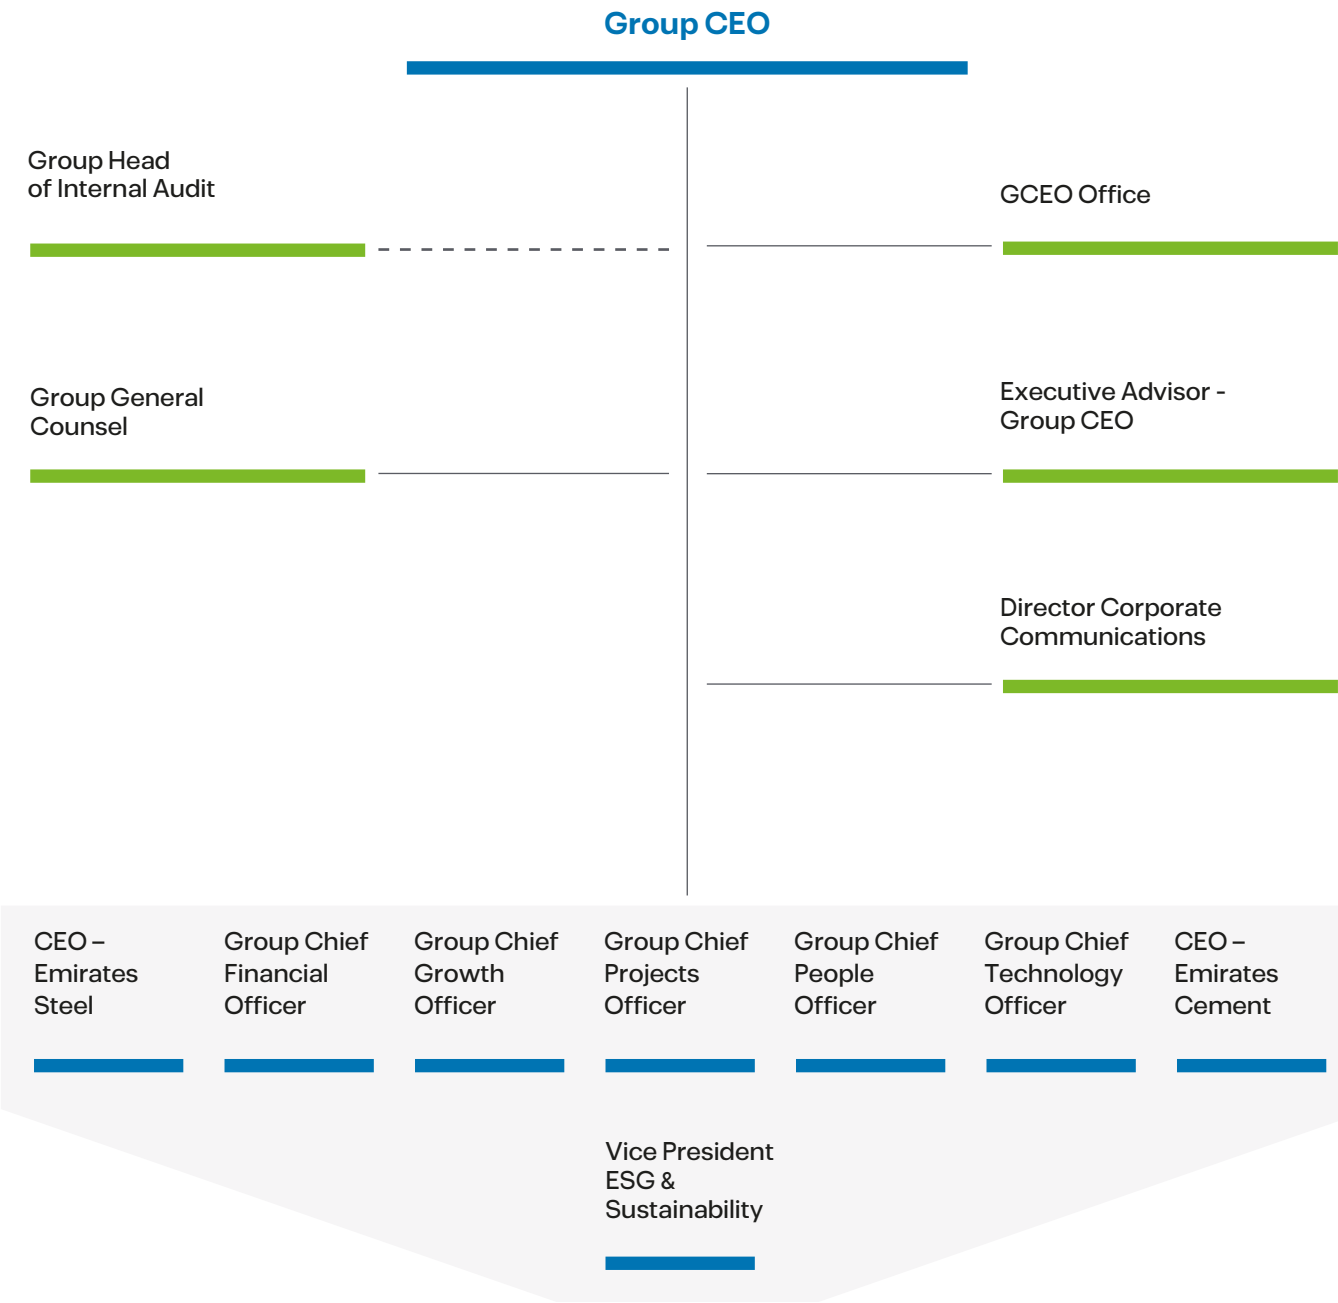 Group CEO
Group Head
of Internal Audit
GCEO Office
Group General
Counsel
Executive Advisor -
Group CEO
Director Corporate
Communications
CEO –
Emirates
Steel
Group Chief
Financial
Officer
Group Chief
Growth
Officer
Group Chief
Projects
Officer
Group Chief
People
Officer
Group Chief
Technology
Officer
CEO –
Emirates
Cement
Vice President
ESG &
Sustainability